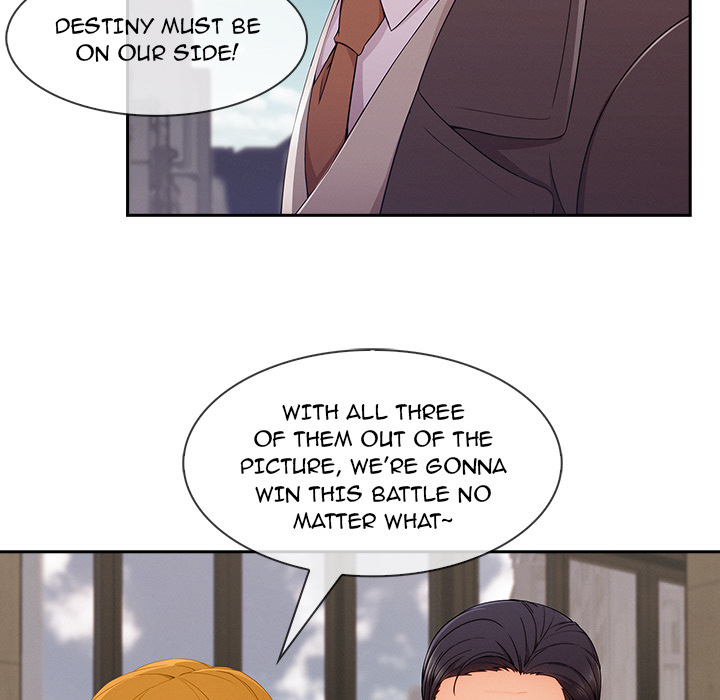 DESTINY MUST BE
ON OUR SIDE!
WITH ALL THREE
OF THEM OUT OF THE
PICTURE, WE'RE GONNA
WIN THIS BATTLE NO
MATTER WHAT~